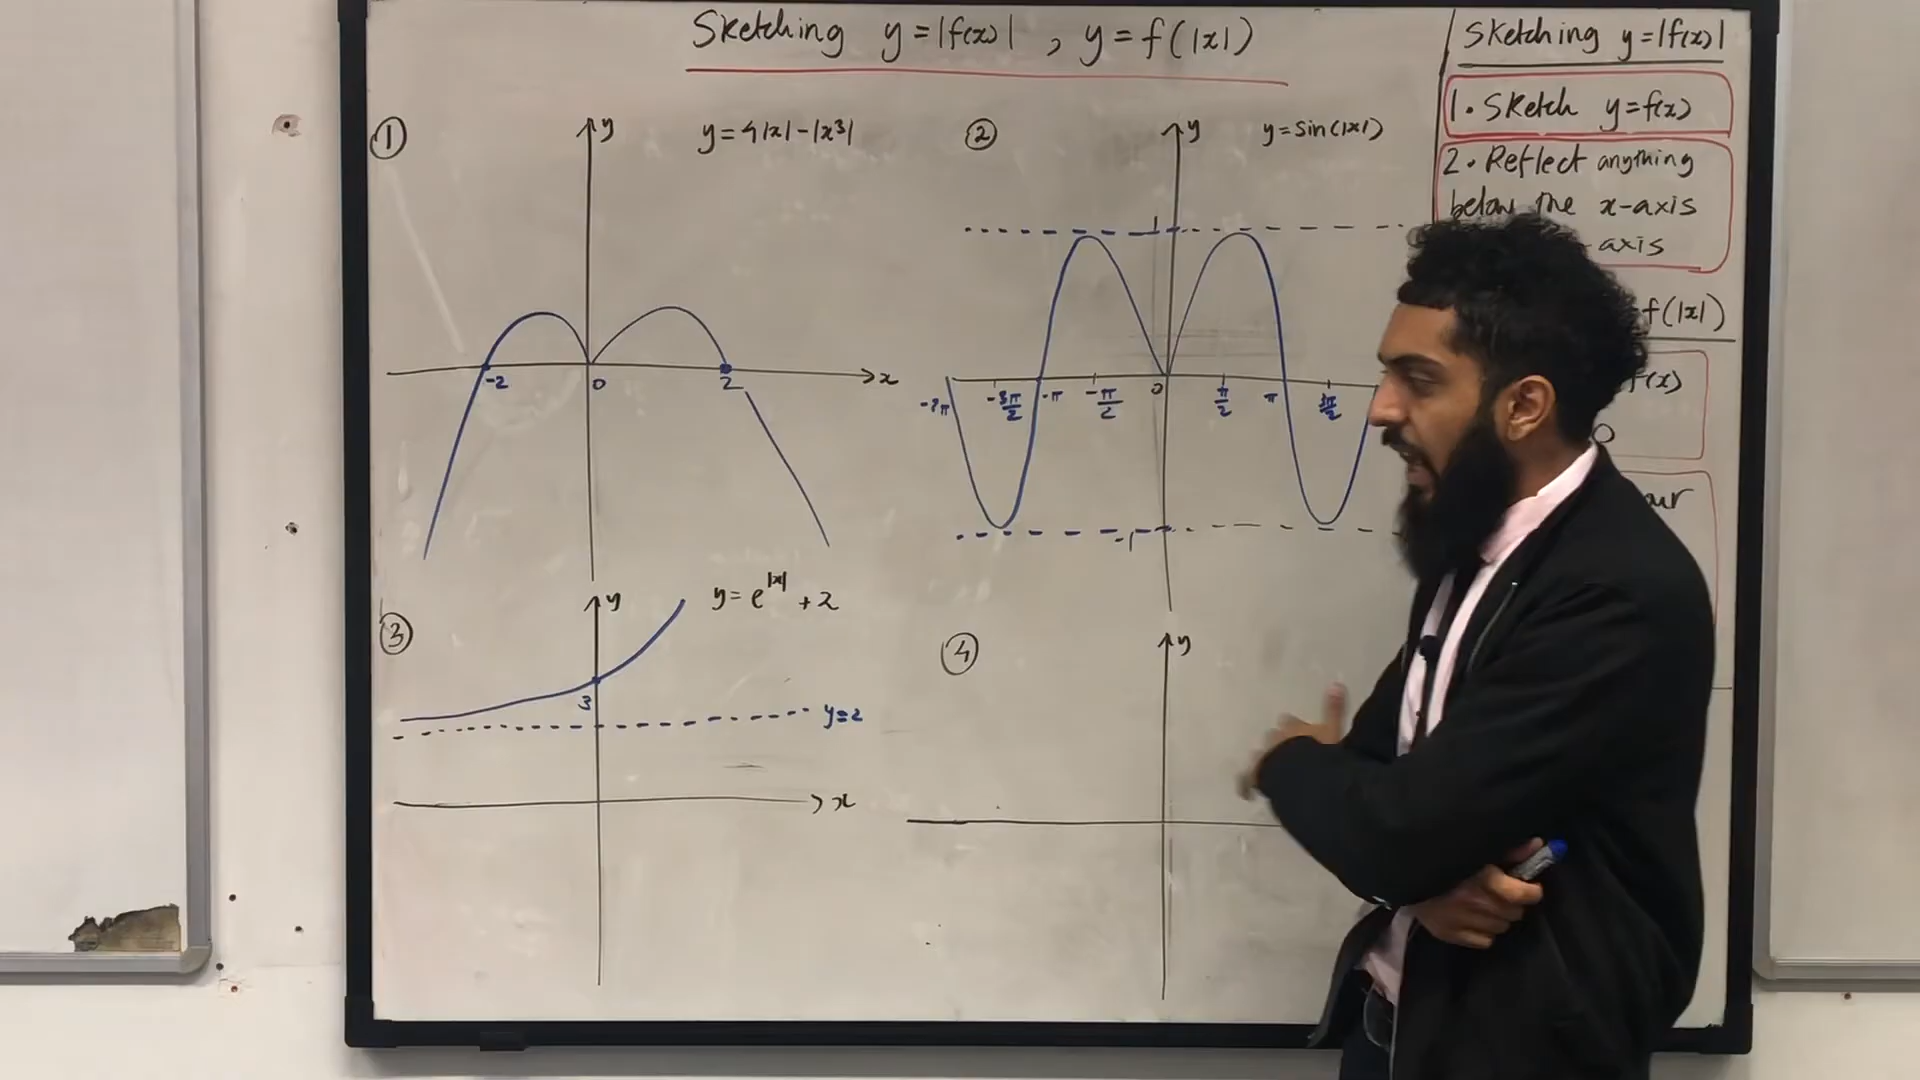 Sketching y=|f(x)| , y=f(|x|)
① y y=4|x|-|x³|
-2 0 2 x
② y y=sin(|x|)
1
-2π -3π/2 -π -π/2 0 π/2 π 3π/2
-1
③ y y=e^|x| + 2
3
y=2
x
④ y
Sketching y=|f(x)|
1. Sketch y=f(x)
2. Reflect anything
below the x-axis
axis
f(|x|)
f(x)
0